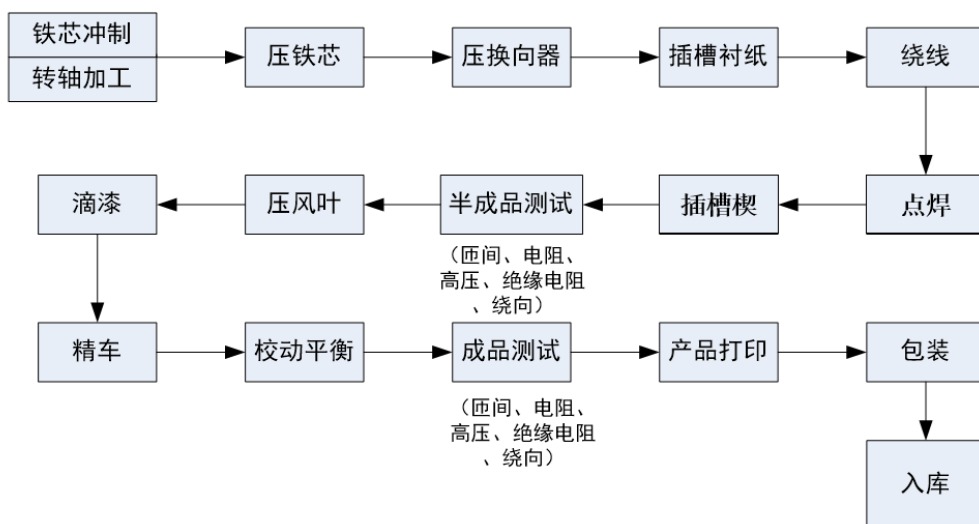 铁芯冲制
转轴加工
压铁芯
压换向器
插槽衬纸
绕线
点焊
插槽楔
半成品测试
（匝间、电阻、
高压、绝缘电阻
、绕向）
压风叶
滴漆
精车
校动平衡
成品测试
（匝间、电阻、
高压、绝缘电阻
、绕向）
产品打印
包装
入库